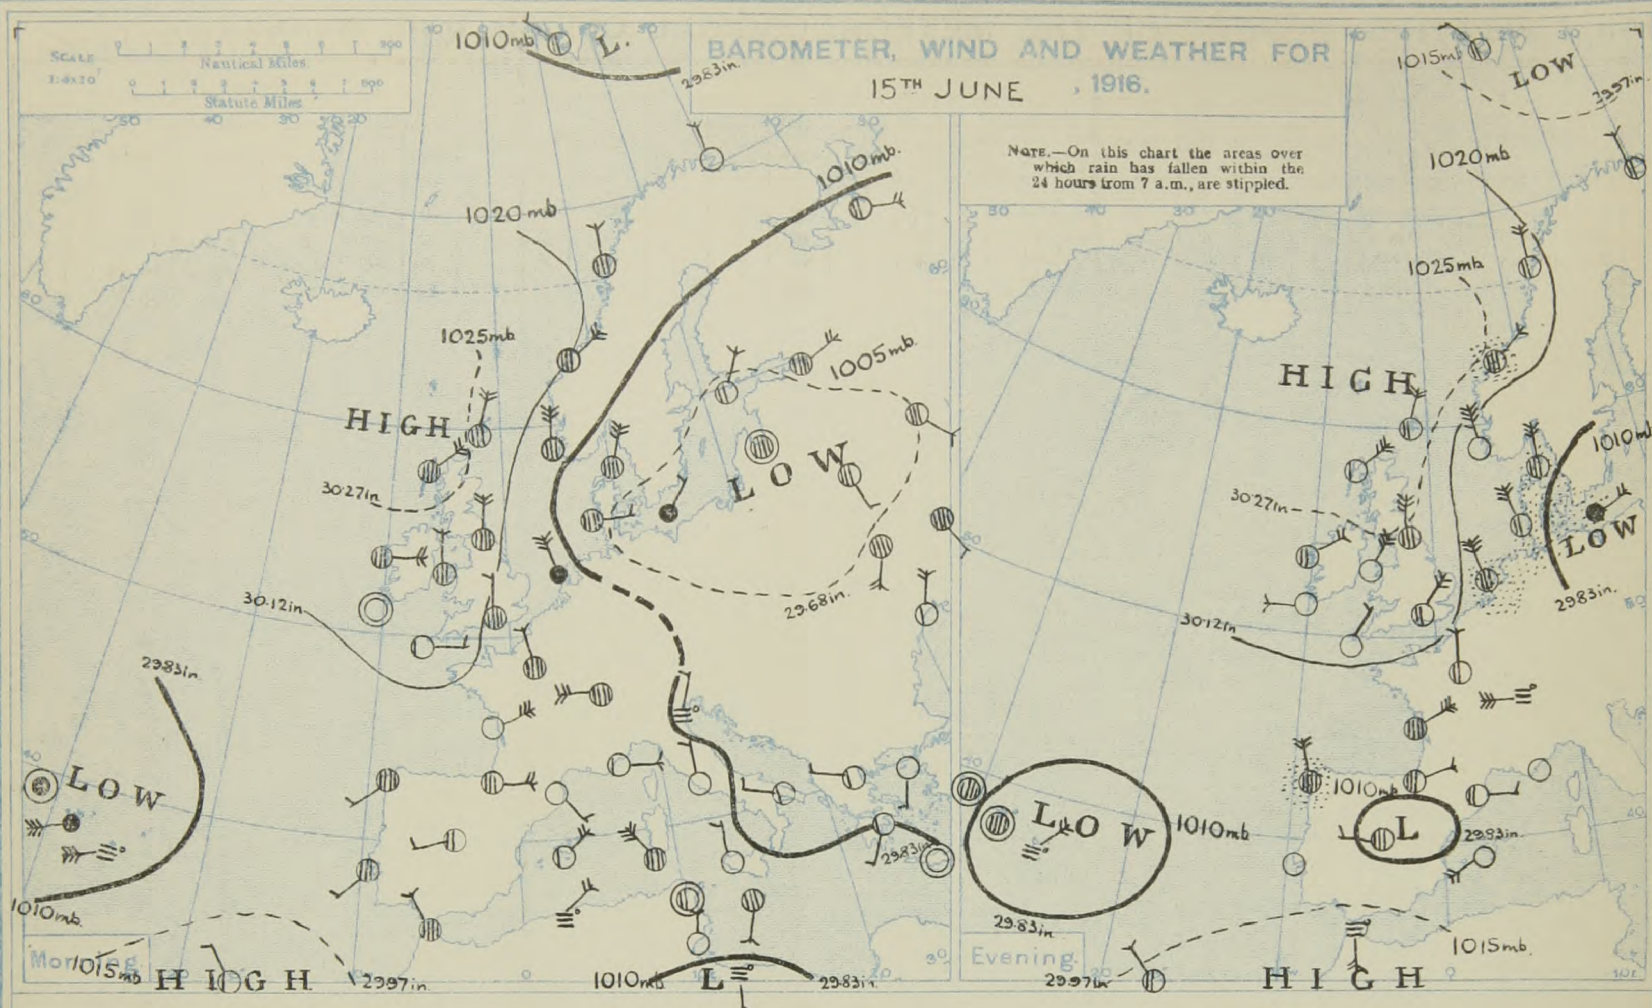 SCALE
1:4×10⁷
Nautical Miles.
Statute Miles
BAROMETER, WIND AND WEATHER FOR
15TH JUNE , 1916.
NOTE.—On this chart the areas over
which rain has fallen within the
24 hours from 7 a.m., are stippled.
1010mb
L.
29.83in.
1010mb.
1020mb
1025mb
1005mb.
HIGH
LOW
30.27in
30.12in
29.68in.
29.83in
LOW
1010mb.
29.83in
Morning
1015mb
HIGH
29.97in.
1010mb
L
29.83in.
1015mb
LOW
29.97in
1020mb
1025mb
HIGH
1010mb
30.27in
LOW
29.83in.
30.12in
1010mb
LOW
1010mb
L
29.83in.
29.83in.
Evening.
29.97in
HIGH
1015mb.